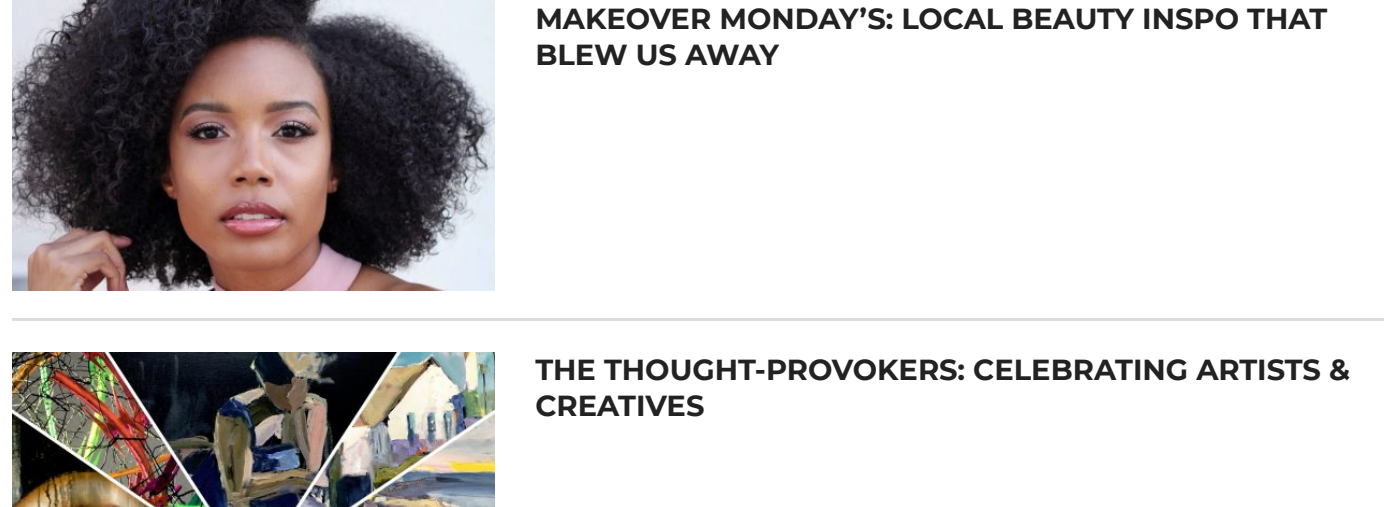 MAKEOVER MONDAY’S: LOCAL BEAUTY INSPO THAT
BLEW US AWAY
THE THOUGHT-PROVOKERS: CELEBRATING ARTISTS &
CREATIVES